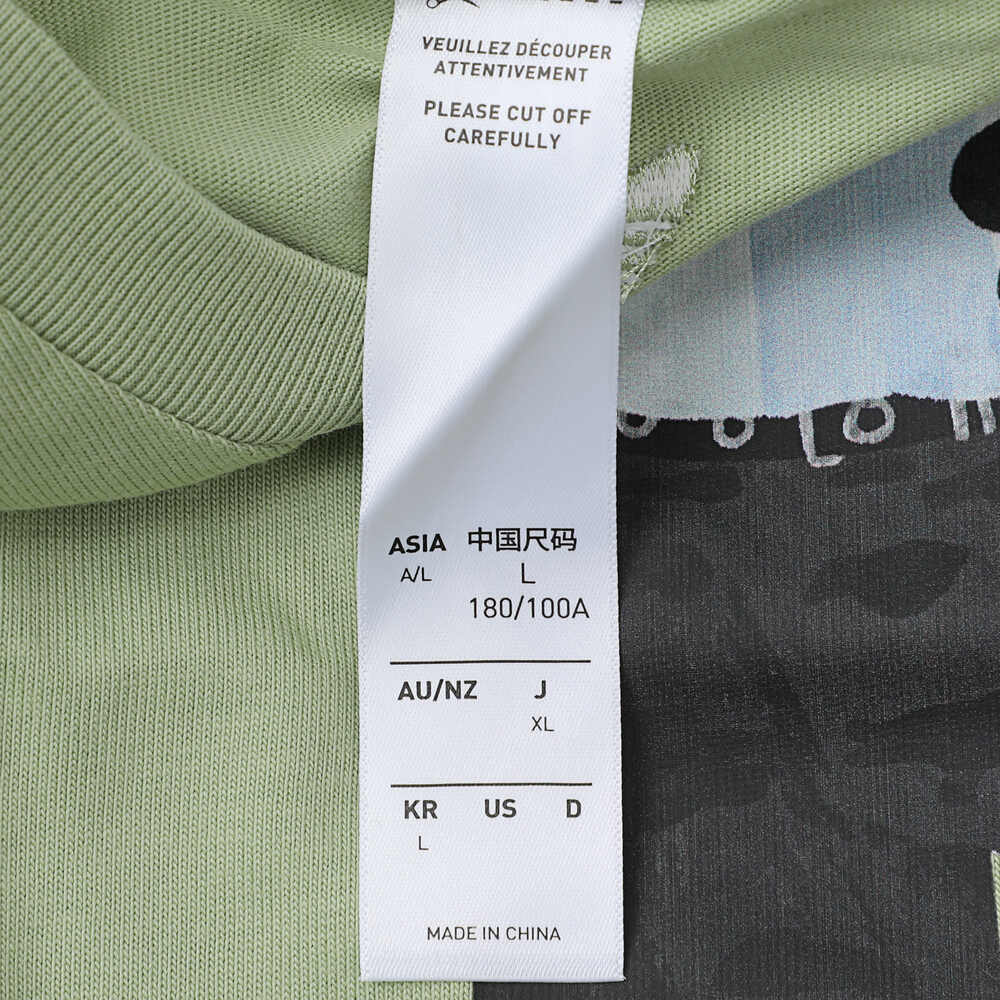 VEUILLEZ DÉCOUPER
ATTENTIVEMENT
PLEASE CUT OFF
CAREFULLY
ASIA 中国尺码
A/L L
180/100A
AU/NZ J
XL
KR US D
L
MADE IN CHINA